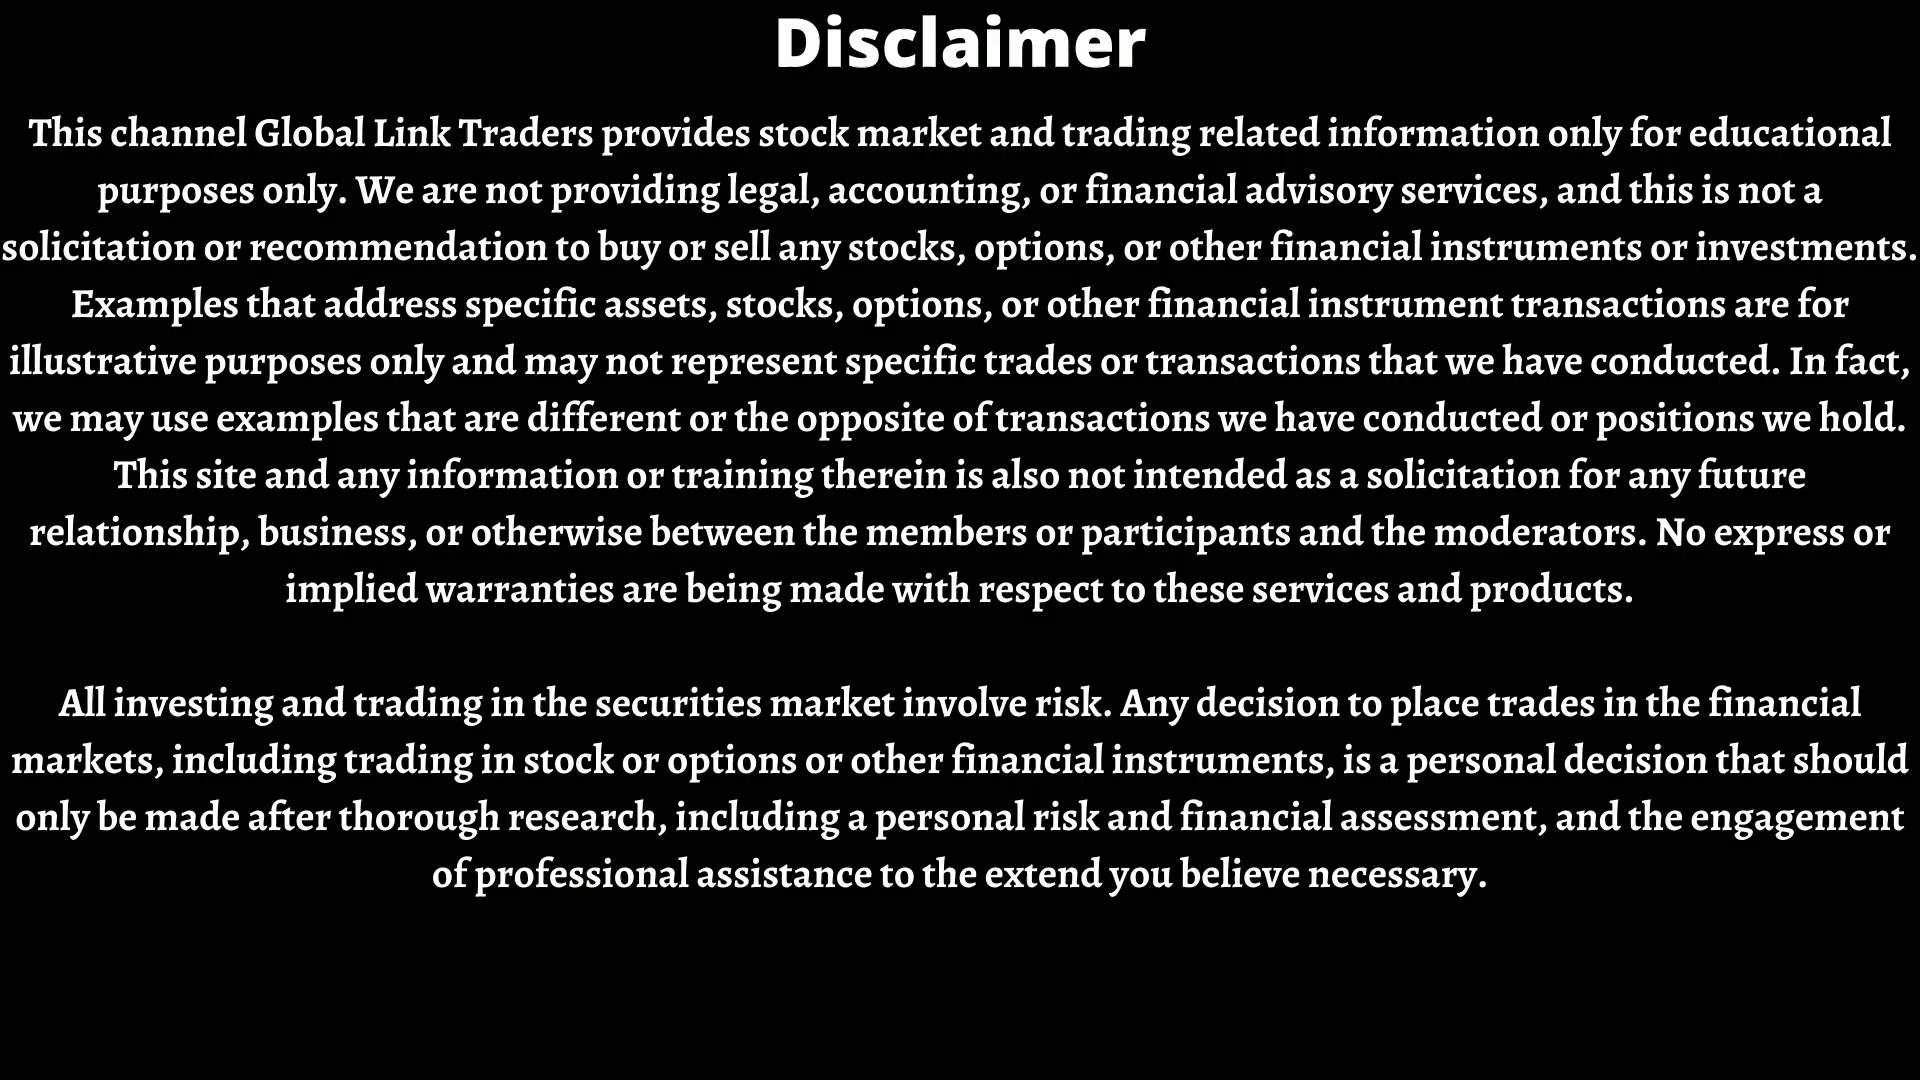 Disclaimer
This channel Global Link Traders provides stock market and trading related information only for educational
purposes only. We are not providing legal, accounting, or financial advisory services, and this is not a
solicitation or recommendation to buy or sell any stocks, options, or other financial instruments or investments.
Examples that address specific assets, stocks, options, or other financial instrument transactions are for
illustrative purposes only and may not represent specific trades or transactions that we have conducted. In fact,
we may use examples that are different or the opposite of transactions we have conducted or positions we hold.
This site and any information or training therein is also not intended as a solicitation for any future
relationship, business, or otherwise between the members or participants and the moderators. No express or
implied warranties are being made with respect to these services and products.
All investing and trading in the securities market involve risk. Any decision to place trades in the financial
markets, including trading in stock or options or other financial instruments, is a personal decision that should
only be made after thorough research, including a personal risk and financial assessment, and the engagement
of professional assistance to the extend you believe necessary.